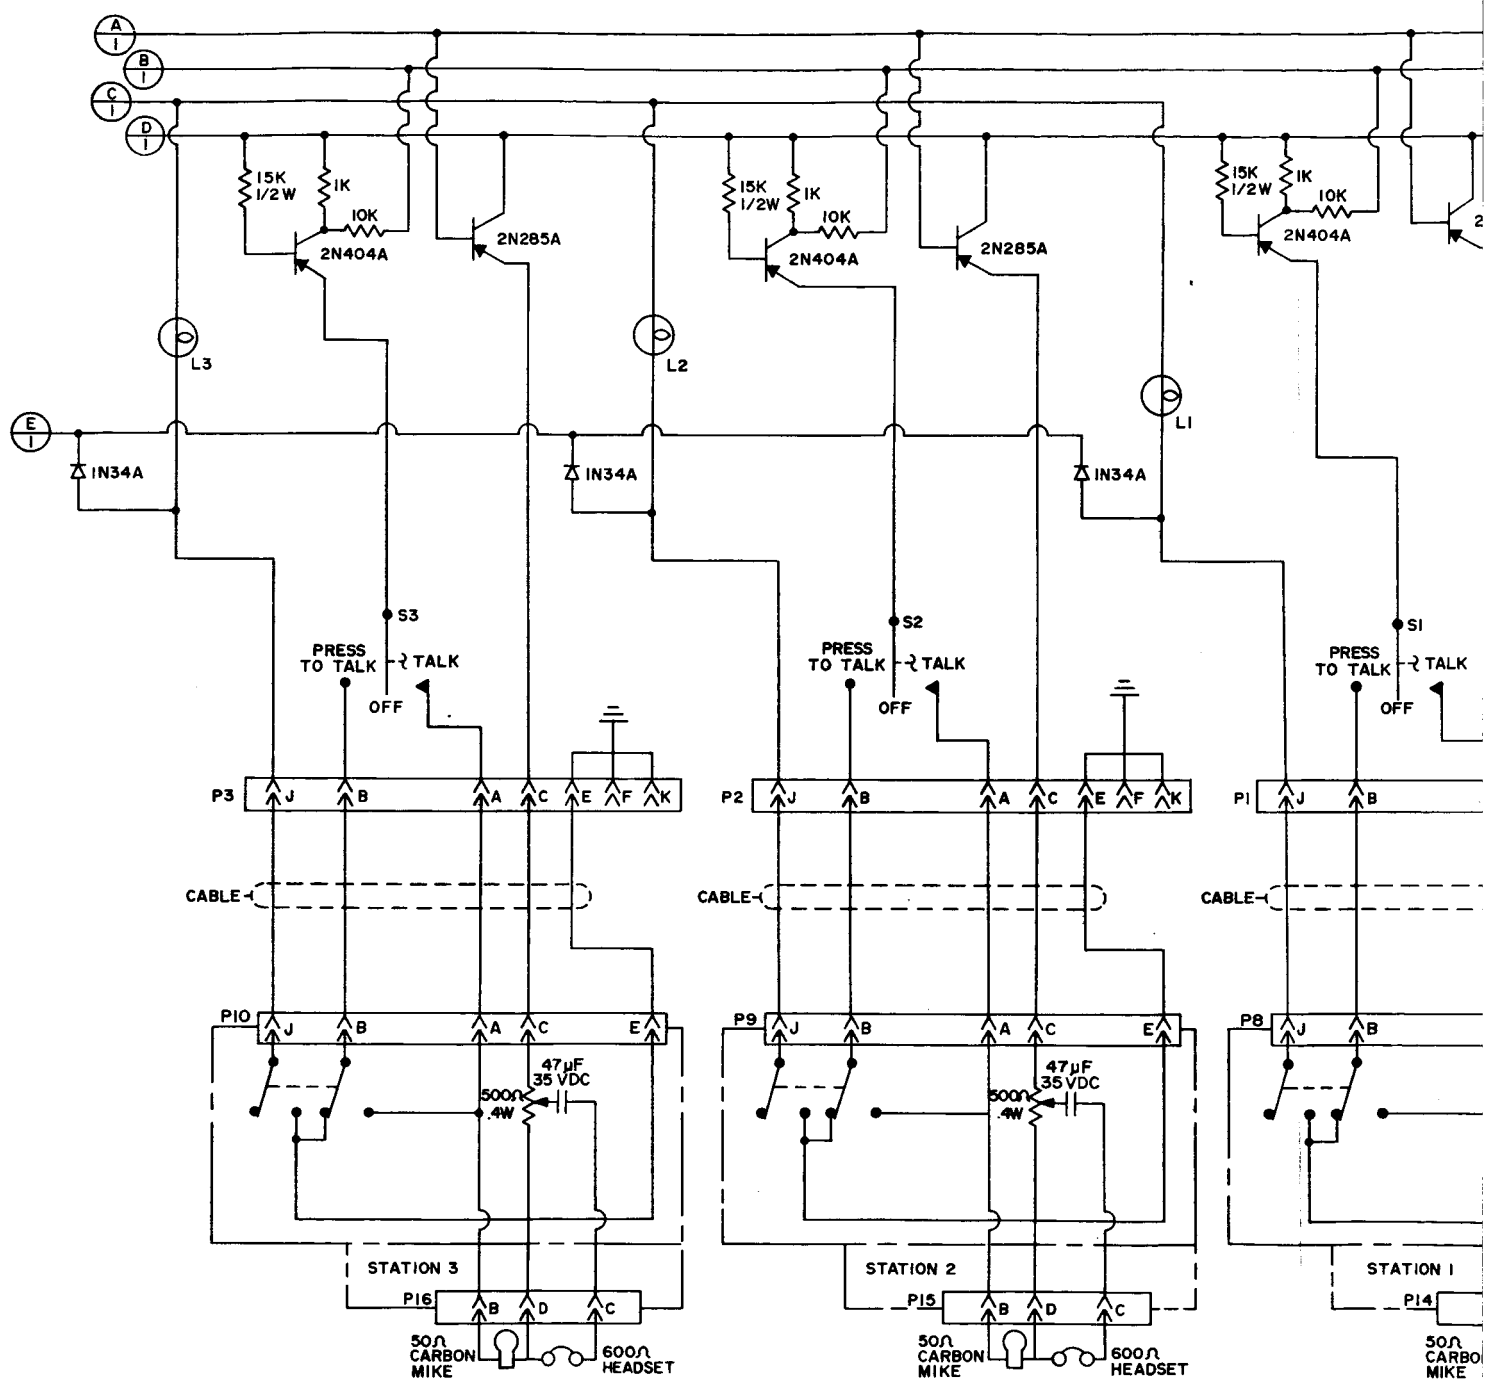 A
1
B
1
C
1
D
1
15K
1/2W
1K
10K
2N404A
2N285A
15K
1/2W
1K
10K
2N404A
2N285A
15K
1/2W
1K
10K
2N404A
2
L3
L2
L1
E
1
1N34A
1N34A
1N34A
S3
PRESS
TO TALK
TALK
OFF
S2
PRESS
TO TALK
TALK
OFF
S1
PRESS
TO TALK
TALK
OFF
P3 J B A C E F K
P2 J B A C E F K
P1 J B
CABLE
CABLE
CABLE
P10 J B A C E
P9 J B A C E
P8 J B
47µF
35 VDC
500Ω
.4W
47µF
35 VDC
500Ω
.4W
STATION 3
STATION 2
STATION 1
P16 B D C
P15 B D C
P14
50Ω
CARBON
MIKE
600Ω
HEADSET
50Ω
CARBON
MIKE
600Ω
HEADSET
50Ω
CARBO
MIKE